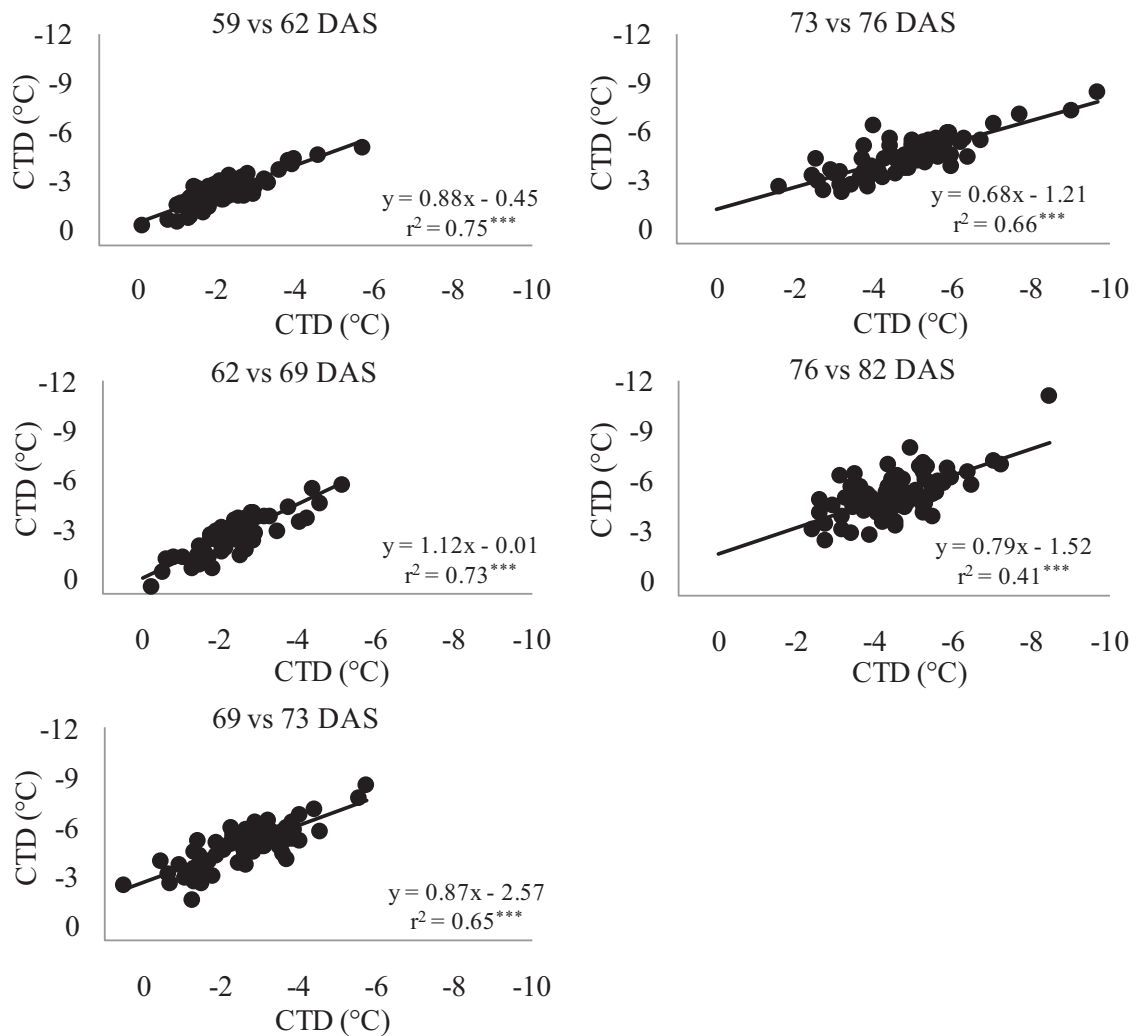 59 vs 62 DAS
-12
-9
-6
-3
0
CTD (°C)
y = 0.88x - 0.45
r² = 0.75***
0 -2 -4 -6 -8 -10
CTD (°C)
73 vs 76 DAS
-12
-9
-6
-3
0
CTD (°C)
y = 0.68x - 1.21
r² = 0.66***
0 -2 -4 -6 -8 -10
CTD (°C)
62 vs 69 DAS
-12
-9
-6
-3
0
CTD (°C)
y = 1.12x - 0.01
r² = 0.73***
0 -2 -4 -6 -8 -10
CTD (°C)
76 vs 82 DAS
-12
-9
-6
-3
0
CTD (°C)
y = 0.79x - 1.52
r² = 0.41***
0 -2 -4 -6 -8 -10
CTD (°C)
69 vs 73 DAS
-12
-9
-6
-3
0
CTD (°C)
y = 0.87x - 2.57
r² = 0.65***
0 -2 -4 -6 -8 -10
CTD (°C)